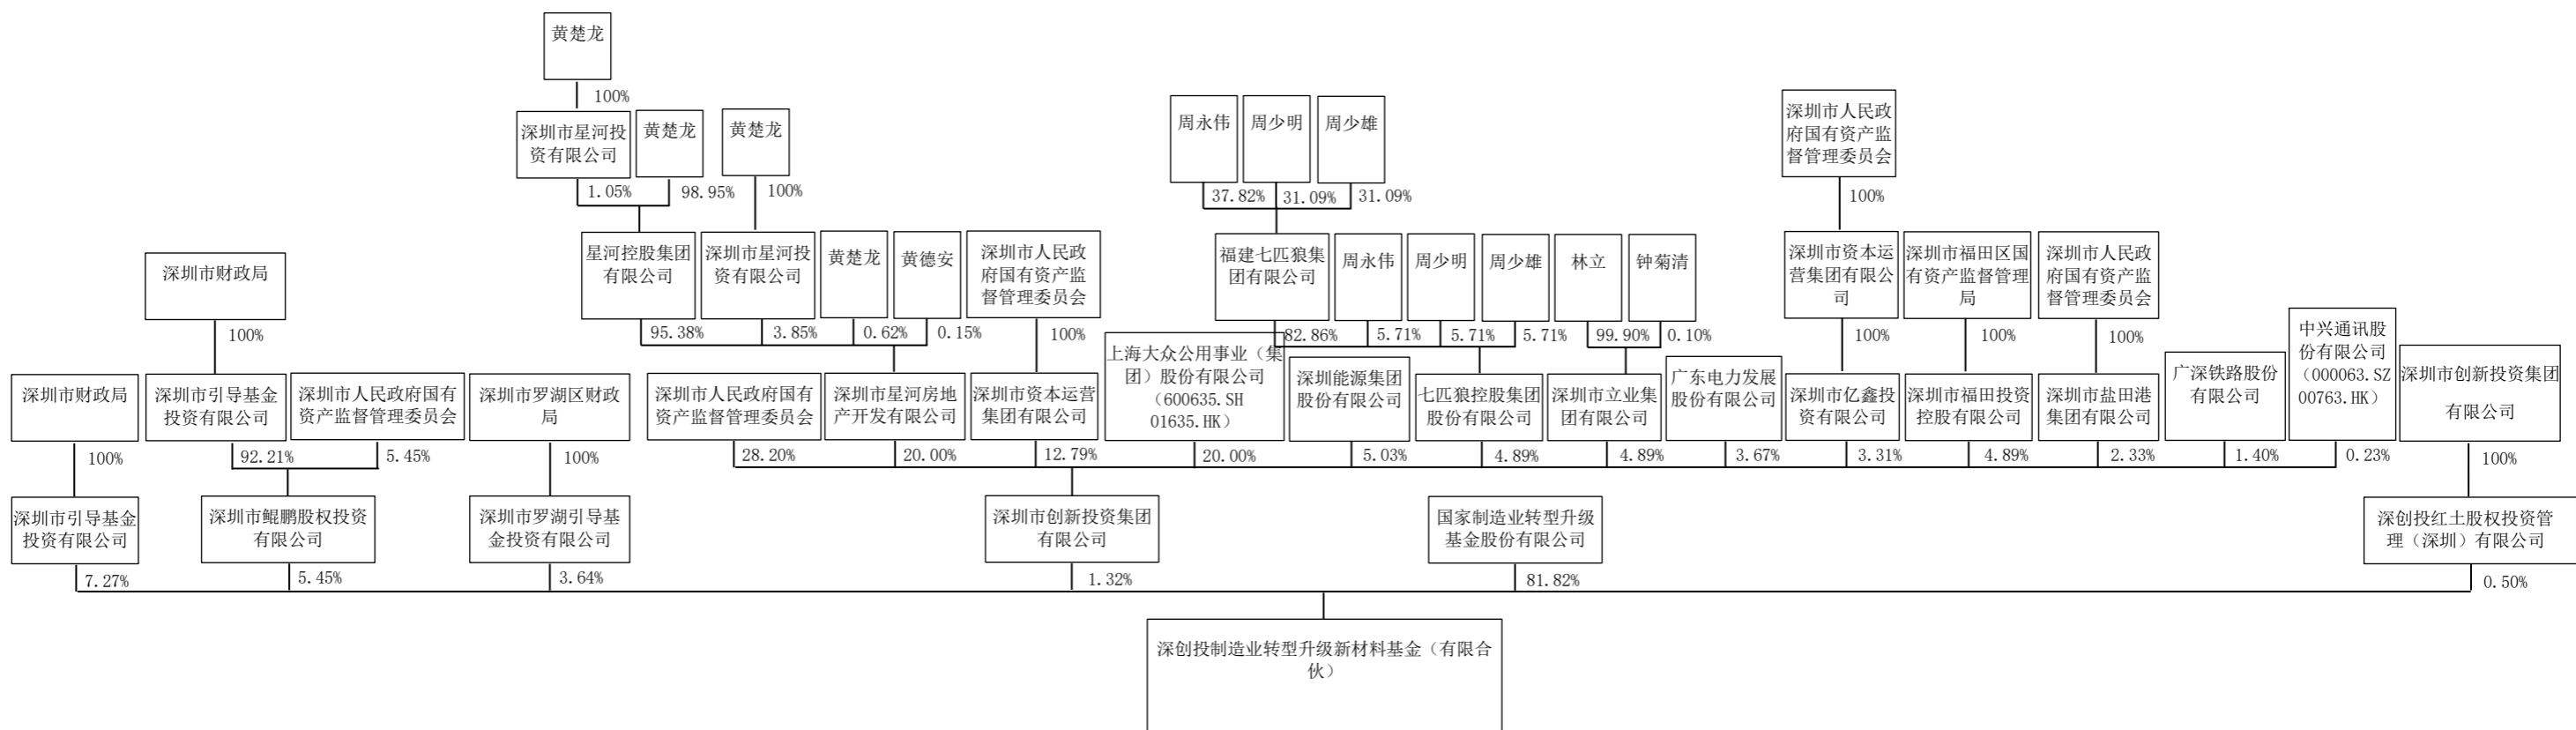 黄楚龙
100%
深圳市星河投
资有限公司
黄楚龙
黄楚龙
周永伟
周少明
周少雄
深圳市人民政
府国有资产监
督管理委员会
1.05%
98.95%
100%
37.82%
31.09%
31.09%
100%
深圳市财政局
星河控股集团
有限公司
深圳市星河投
资有限公司
黄楚龙
黄德安
深圳市人民政
府国有资产监
督管理委员会
福建七匹狼集
团有限公司
周永伟
周少明
周少雄
林立
钟菊清
深圳市资本运
营集团有限公
司
深圳市福田区国
有资产监督管理
局
深圳市人民政
府国有资产监
督管理委员会
100%
95.38%
3.85%
0.62%
0.15%
100%
82.86%
5.71%
5.71%
5.71%
99.90%
0.10%
100%
100%
100%
深圳市财政局
深圳市引导基金
投资有限公司
深圳市人民政府国有
资产监督管理委员会
深圳市罗湖区财政
局
深圳市人民政府国有
资产监督管理委员会
深圳市星河房地
产开发有限公司
深圳市资本运营
集团有限公司
上海大众公用事业（集
团）股份有限公司
（600635.SH
01635.HK）
深圳能源集团
股份有限公司
七匹狼控股集团
股份有限公司
深圳市立业集
团有限公司
广东电力发展
股份有限公司
深圳市亿鑫投
资有限公司
深圳市福田投资
控股有限公司
深圳市盐田港
集团有限公司
广深铁路股份
有限公司
中兴通讯股
份有限公司
（000063.SZ
00763.HK）
深圳市创新投资集团
有限公司
100%
92.21%
5.45%
100%
28.20%
20.00%
12.79%
20.00%
5.03%
4.89%
4.89%
3.67%
3.31%
4.89%
2.33%
1.40%
0.23%
100%
深圳市引导基金
投资有限公司
深圳市鲲鹏股权投资
有限公司
深圳市罗湖引导基
金投资有限公司
深圳市创新投资集团
有限公司
国家制造业转型升级
基金股份有限公司
深创投红土股权投资管
理（深圳）有限公司
7.27%
5.45%
3.64%
1.32%
81.82%
0.50%
深创投制造业转型升级新材料基金（有限合
伙）